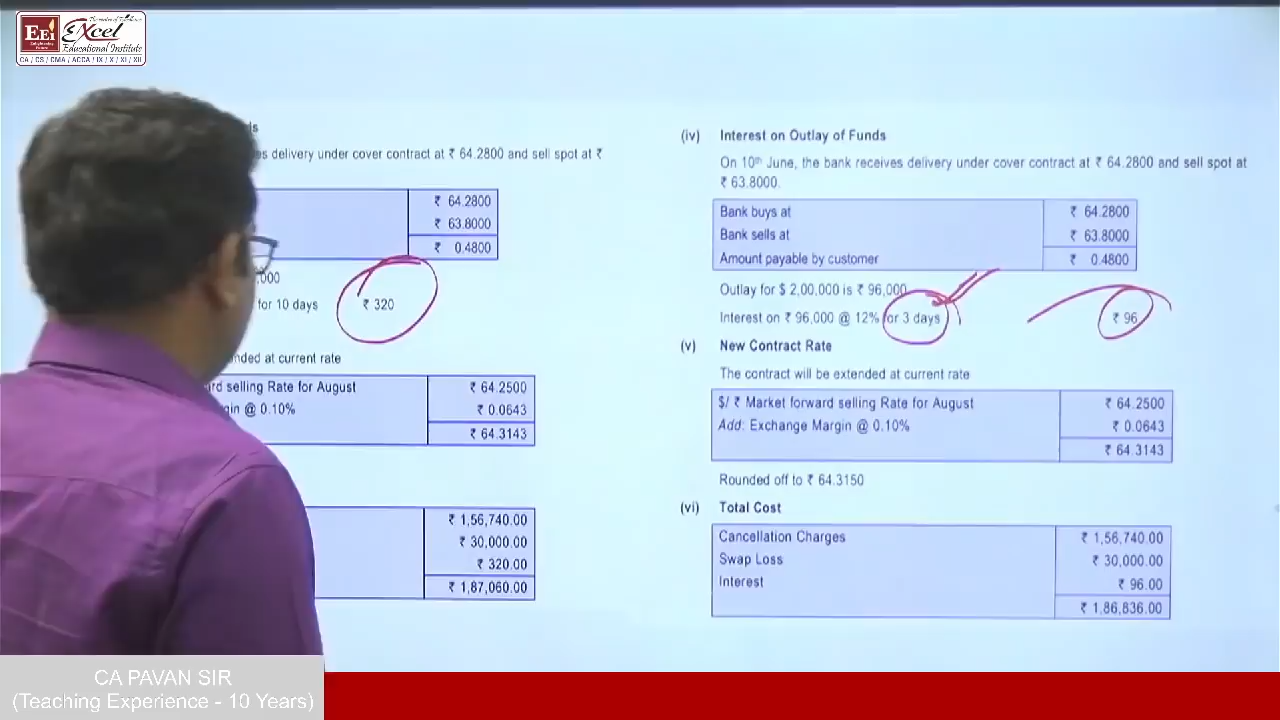 The routes of Excellence
EEi Excel
Enlightening Future
Educational Institute
CA / CS / CMA / ACCA / IX / X / XI / XII
delivery under cover contract at ₹ 64.2800 and sell spot at ₹
₹ 64.2800
₹ 63.8000
₹ 0.4800
for 10 days ₹ 320
at current rate
selling Rate for August ₹ 64.2500
@ 0.10% ₹ 0.0643
₹ 64.3143
₹ 1,56,740.00
₹ 30,000.00
₹ 320.00
₹ 1,87,060.00
(iv) Interest on Outlay of Funds
On 10th June, the bank receives delivery under cover contract at ₹ 64.2800 and sell spot at
₹ 63.8000.
Bank buys at ₹ 64.2800
Bank sells at ₹ 63.8000
Amount payable by customer ₹ 0.4800
Outlay for $ 2,00,000 is ₹ 96,000
Interest on ₹ 96,000 @ 12% for 3 days ₹ 96
(v) New Contract Rate
The contract will be extended at current rate
$/ ₹ Market forward selling Rate for August ₹ 64.2500
Add: Exchange Margin @ 0.10% ₹ 0.0643
₹ 64.3143
Rounded off to ₹ 64.3150
(vi) Total Cost
Cancellation Charges ₹ 1,56,740.00
Swap Loss ₹ 30,000.00
Interest ₹ 96.00
₹ 1,86,836.00
CA PAVAN SIR
(Teaching Experience - 10 Years)